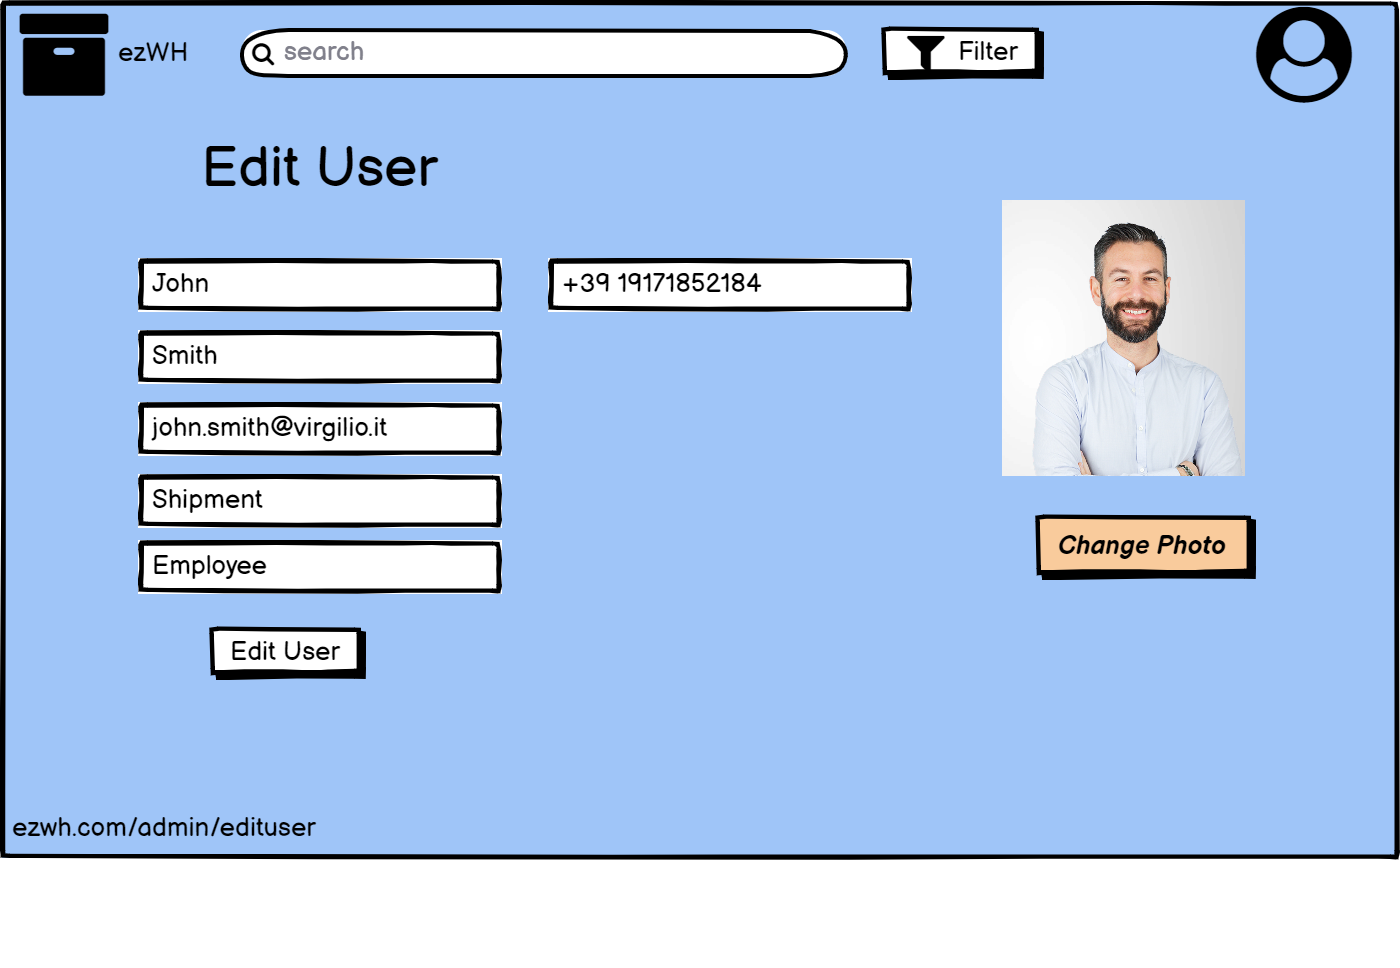 ezWH
search
Filter
Edit User
John
+39 19171852184
Smith
john.smith@virgilio.it
Shipment
Employee
Change Photo
Edit User
ezwh.com/admin/edituser